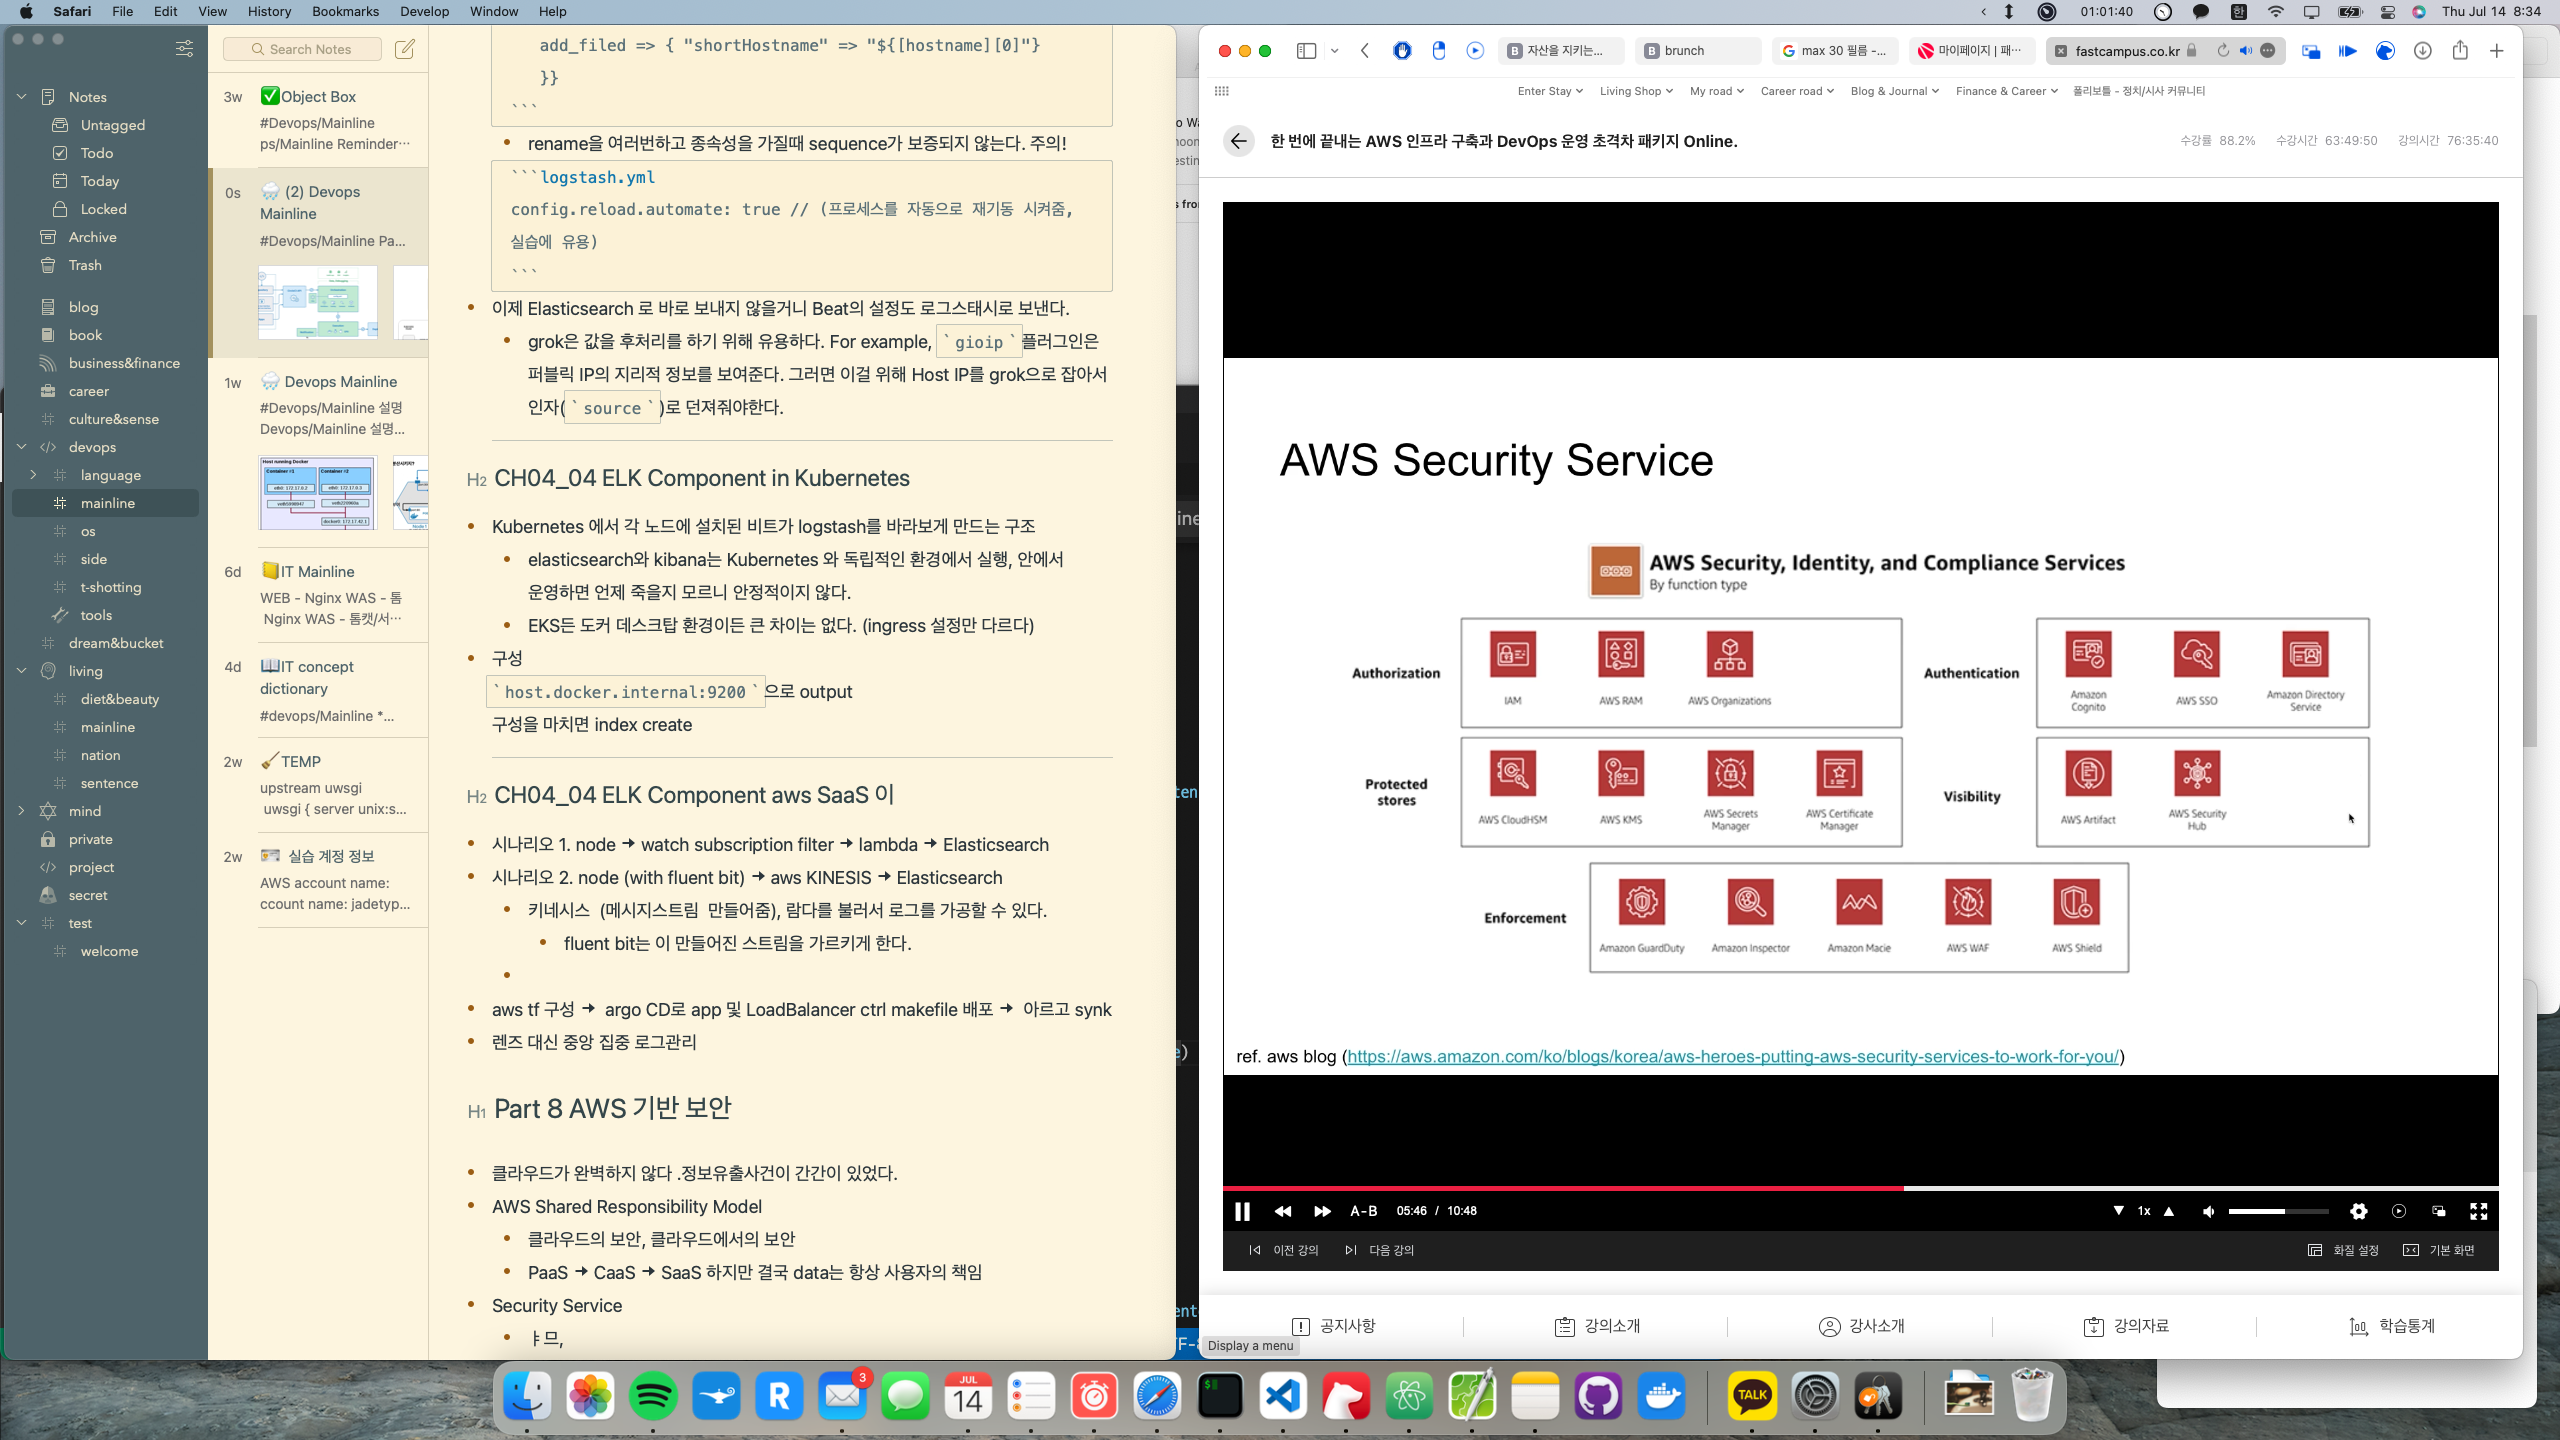 Safari File Edit View History Bookmarks Develop Window Help
01:01:40 한 Thu Jul 14 8:34
Search Notes
Notes
Untagged
Todo
Today
Locked
Archive
Trash
blog
book
business&finance
career
culture&sense
devops
language
mainline
os
side
t-shotting
tools
dream&bucket
living
diet&beauty
mainline
nation
sentence
mind
private
project
secret
test
welcome
3w ✅Object Box
#Devops/Mainline
ps/Mainline Reminder···
0s 🌧 (2) Devops
Mainline
#Devops/Mainline Pa...
1w 🌧 Devops Mainline
#Devops/Mainline 설명
Devops/Mainline 설명...
Host running Docker
Container #1 Container #2
6d 📒IT Mainline
WEB - Nginx WAS - 톰
Nginx WAS - 톰캣/서···
4d 📖IT concept
dictionary
#devops/Mainline *...
2w 🧹TEMP
upstream uwsgi
uwsgi { server unix:s...
2w 🪪 실습 계정 정보
AWS account name:
ccount name: jadetyp...
add_filed => { "shortHostname" => "${[hostname][0]"}
}}
```
• rename을 여러번하고 종속성을 가질때 sequence가 보증되지 않는다. 주의!
```logstash.yml
config.reload.automate: true // (프로세스를 자동으로 재기동 시켜줌,
실습에 유용)
```
• 이제 Elasticsearch 로 바로 보내지 않을거니 Beat의 설정도 로그스태시로 보낸다.
• grok은 값을 후처리를 하기 위해 유용하다. For example, `gioip`플러그인은
퍼블릭 IP의 지리적 정보를 보여준다. 그러면 이걸 위해 Host IP를 grok으로 잡아서
인자(`source`)로 던져줘야한다.
H2 CH04_04 ELK Component in Kubernetes
• Kubernetes 에서 각 노드에 설치된 비트가 logstash를 바라보게 만드는 구조
• elasticsearch와 kibana는 Kubernetes 와 독립적인 환경에서 실행, 안에서
운영하면 언제 죽을지 모르니 안정적이지 않다.
• EKS든 도커 데스크탑 환경이든 큰 차이는 없다. (ingress 설정만 다르다)
• 구성
`host.docker.internal:9200`으로 output
구성을 마치면 index create
H2 CH04_04 ELK Component aws SaaS 이
• 시나리오 1. node → watch subscription filter → lambda → Elasticsearch
• 시나리오 2. node (with fluent bit) → aws KINESIS → Elasticsearch
• 키네시스 (메시지스트림 만들어줌), 람다를 불러서 로그를 가공할 수 있다.
• fluent bit는 이 만들어진 스트림을 가르키게 한다.
•
• aws tf 구성 → argo CD로 app 및 LoadBalancer ctrl makefile 배포 → 아르고 synk
• 렌즈 대신 중앙 집중 로그관리
H1 Part 8 AWS 기반 보안
• 클라우드가 완벽하지 않다 .정보유출사건이 간간이 있었다.
• AWS Shared Responsibility Model
• 클라우드의 보안, 클라우드에서의 보안
• PaaS → CaaS → SaaS 하지만 결국 data는 항상 사용자의 책임
• Security Service
• ㅑ므,
자산을 지키는... brunch max 30 필름 -... 마이페이지 | 패··· fastcampus.co.kr
Enter Stay Living Shop My road Career road Blog & Journal Finance & Career 폴리보틀 - 정치/시사 커뮤니티
한 번에 끝내는 AWS 인프라 구축과 DevOps 운영 초격차 패키지 Online.
수강률 88.2% 수강시간 63:49:50 강의시간 76:35:40
AWS Security Service
AWS Security, Identity, and Compliance Services
By function type
Authorization
IAM AWS RAM AWS Organizations
Authentication
Amazon Cognito AWS SSO Amazon Directory Service
Protected stores
AWS CloudHSM AWS KMS AWS Secrets Manager AWS Certificate Manager
Visibility
AWS Artifact AWS Security Hub
Enforcement
Amazon GuardDuty Amazon Inspector Amazon Macie AWS WAF AWS Shield
ref. aws blog (https://aws.amazon.com/ko/blogs/korea/aws-heroes-putting-aws-security-services-to-work-for-you/)
A-B 05:46 / 10:48 1x
이전 강의 다음 강의 화질 설정 기본 화면
공지사항 강의소개 강사소개 강의자료 학습통계
Display a menu
3
JUL
14
TALK